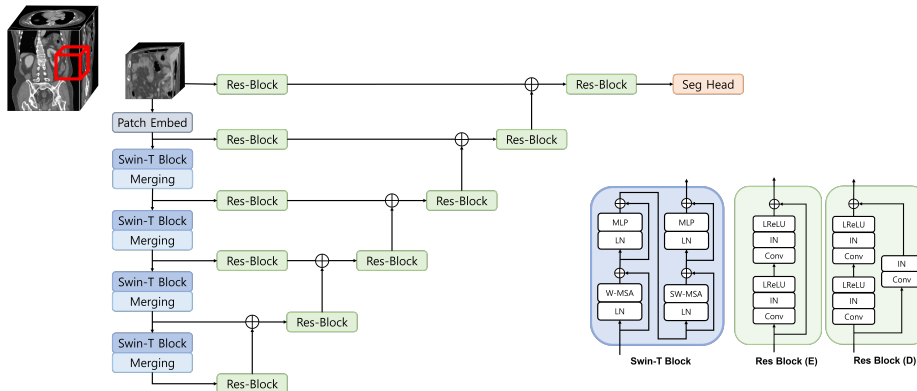 Res-Block
Res-Block
Seg Head
Patch Embed
Res-Block
Res-Block
Swin-T Block
Merging
Res-Block
Res-Block
Swin-T Block
Merging
Res-Block
Res-Block
Swin-T Block
Merging
Res-Block
Swin-T Block
Merging
Res-Block
MLP
LN
W-MSA
LN
MLP
LN
SW-MSA
LN
Swin-T Block
LReLU
IN
Conv
LReLU
IN
Conv
Res Block (E)
LReLU
IN
Conv
LReLU
IN
Conv
IN
Conv
Res Block (D)